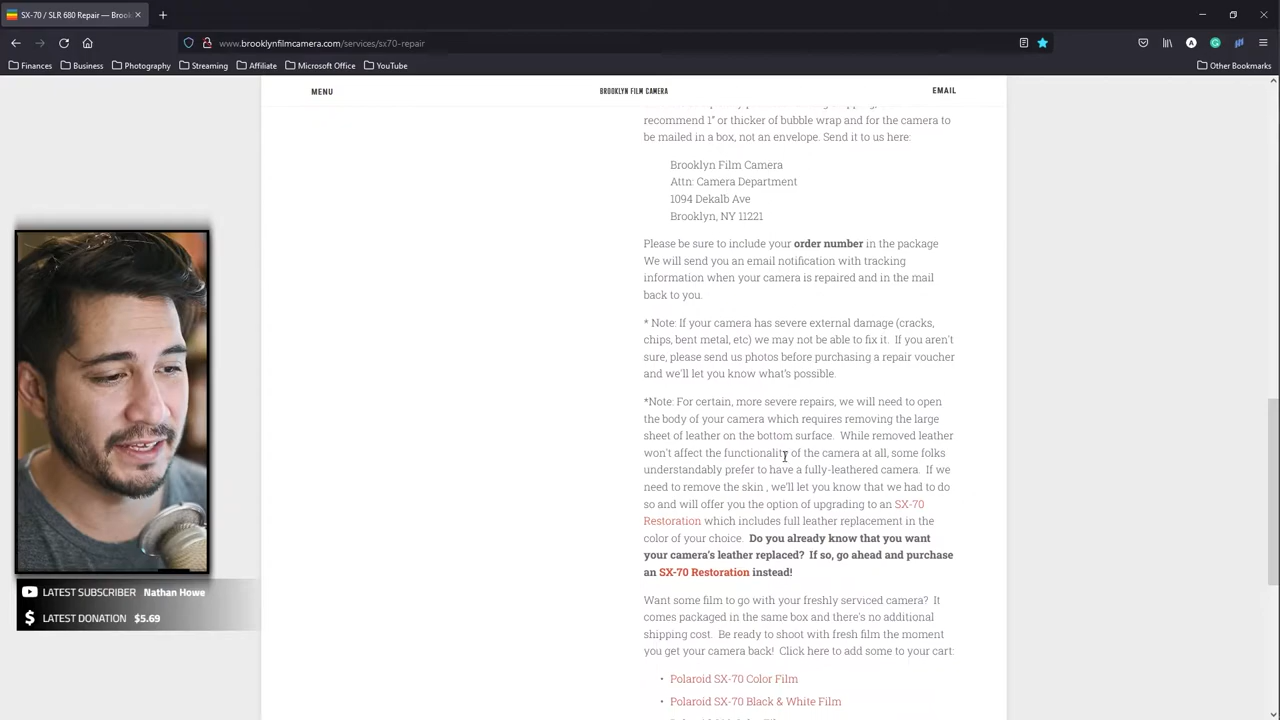 SX-70 / SLR 680 Repair — Brook
www.brooklynfilmcamera.com/services/sx70-repair
Finances
Business
Photography
Streaming
Affiliate
Microsoft Office
YouTube
Other Bookmarks
MENU
BROOKLYN FILM CAMERA
EMAIL
recommend 1” or thicker of bubble wrap and for the camera to
be mailed in a box, not an envelope. Send it to us here:
Brooklyn Film Camera
Attn: Camera Department
1094 Dekalb Ave
Brooklyn, NY 11221
Please be sure to include your order number in the package
We will send you an email notification with tracking
information when your camera is repaired and in the mail
back to you.
* Note: If your camera has severe external damage (cracks,
chips, bent metal, etc) we may not be able to fix it. If you aren't
sure, please send us photos before purchasing a repair voucher
and we'll let you know what's possible.
*Note: For certain, more severe repairs, we will need to open
the body of your camera which requires removing the large
sheet of leather on the bottom surface. While removed leather
won't affect the functionality of the camera at all, some folks
understandably prefer to have a fully-leathered camera. If we
need to remove the skin , we'll let you know that we had to do
so and will offer you the option of upgrading to an SX-70
Restoration which includes full leather replacement in the
color of your choice. Do you already know that you want
your camera's leather replaced? If so, go ahead and purchase
an SX-70 Restoration instead!
Want some film to go with your freshly serviced camera? It
comes packaged in the same box and there's no additional
shipping cost. Be ready to shoot with fresh film the moment
you get your camera back! Click here to add some to your cart:
• Polaroid SX-70 Color Film
• Polaroid SX-70 Black & White Film
LATEST SUBSCRIBER Nathan Howe
LATEST DONATION $5.69